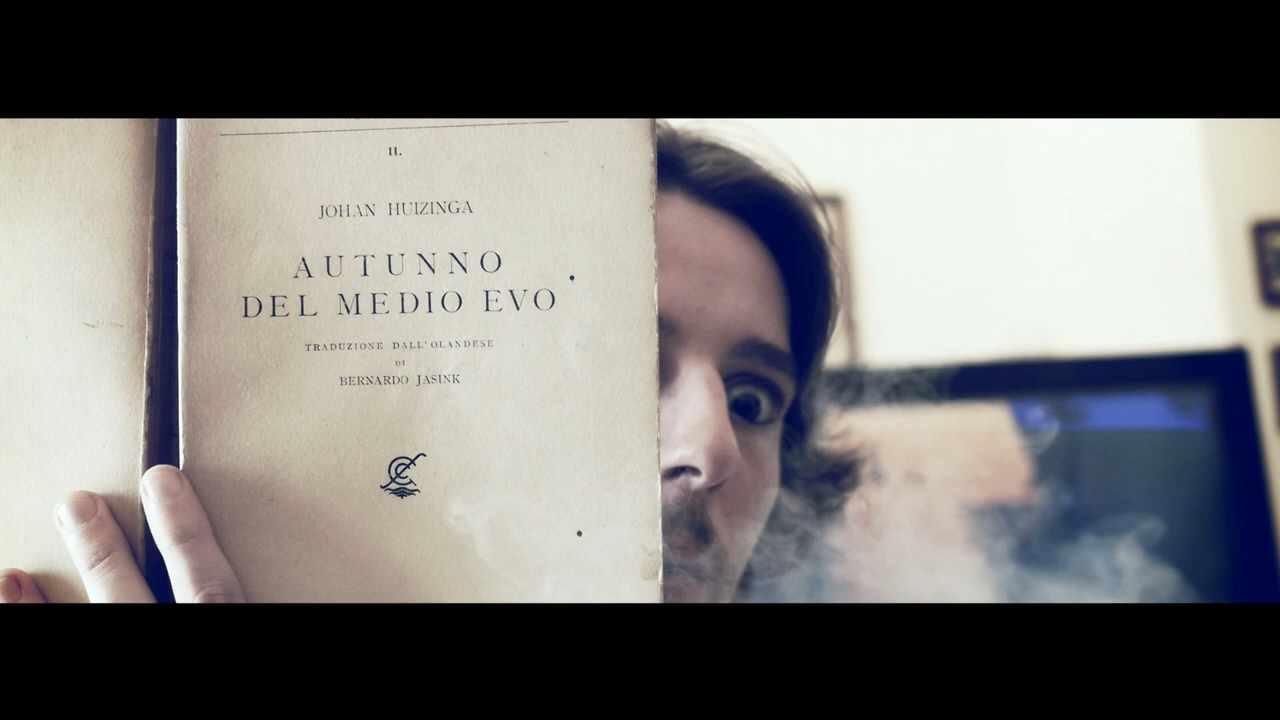 II.
JOHAN HUIZINGA
AUTUNNO
DEL MEDIO EVO
TRADUZIONE DALL'OLANDESE
DI
BERNARDO JASINK